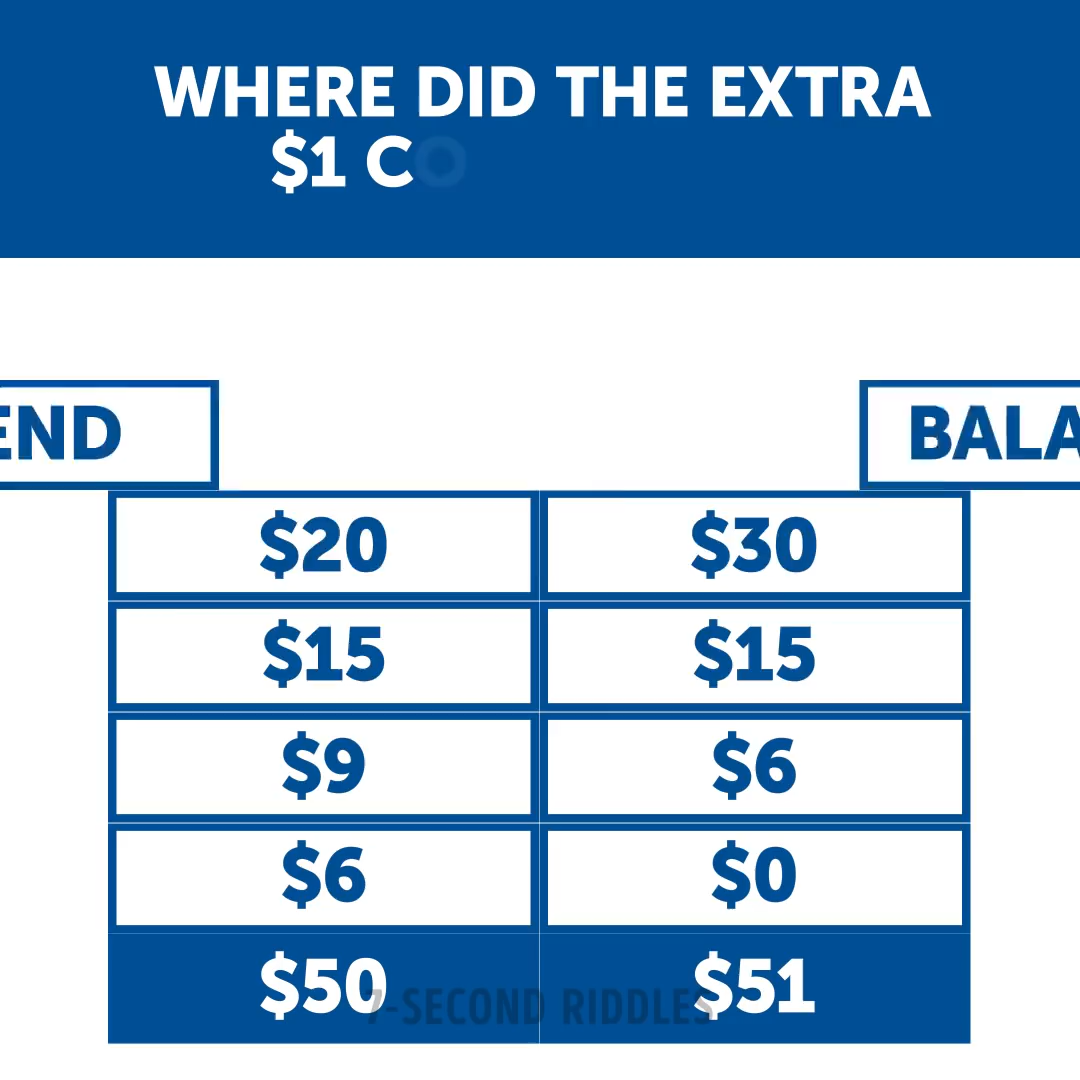 WHERE DID THE EXTRA
$1 CO
END BALA
$20 $30
$15 $15
$9 $6
$6 $0
$50 $51
7-SECOND RIDDLES